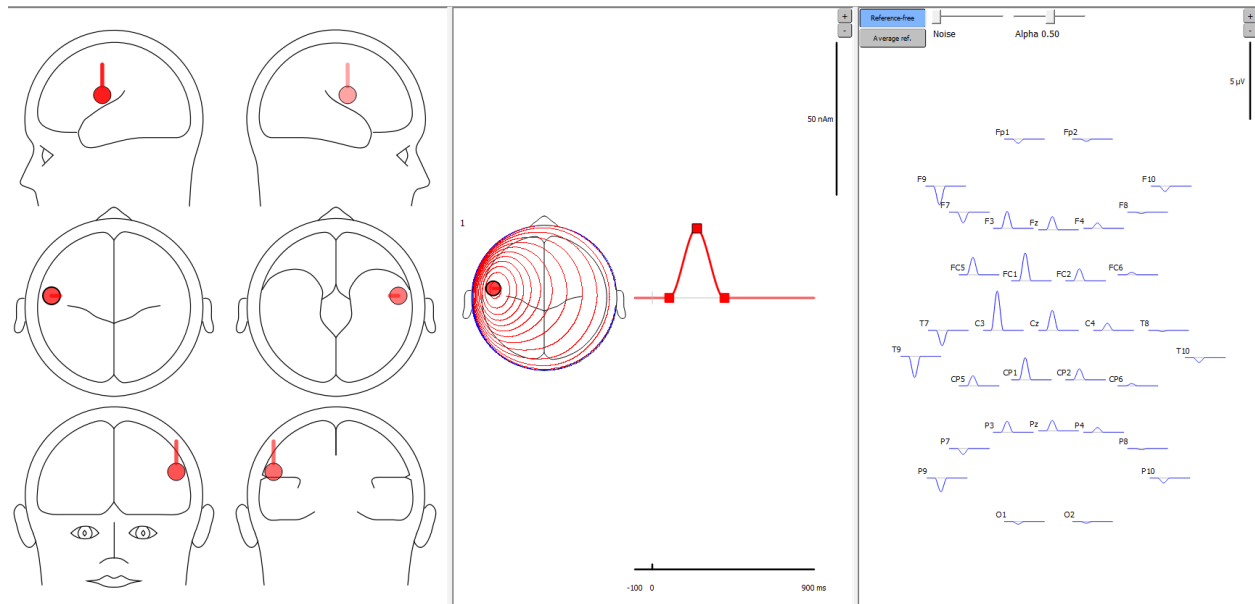 Reference-free
Average ref.
Noise
Alpha 0.50
+
-
+
-
50 nAm
5 µV
1
Fp1
Fp2
F9
F10
F7
F8
F3
Fz
F4
FC5
FC1
FC2
FC6
T7
C3
Cz
C4
T8
T9
T10
CP5
CP1
CP2
CP6
P3
Pz
P4
P7
P8
P9
P10
O1
O2
-100
0
900 ms